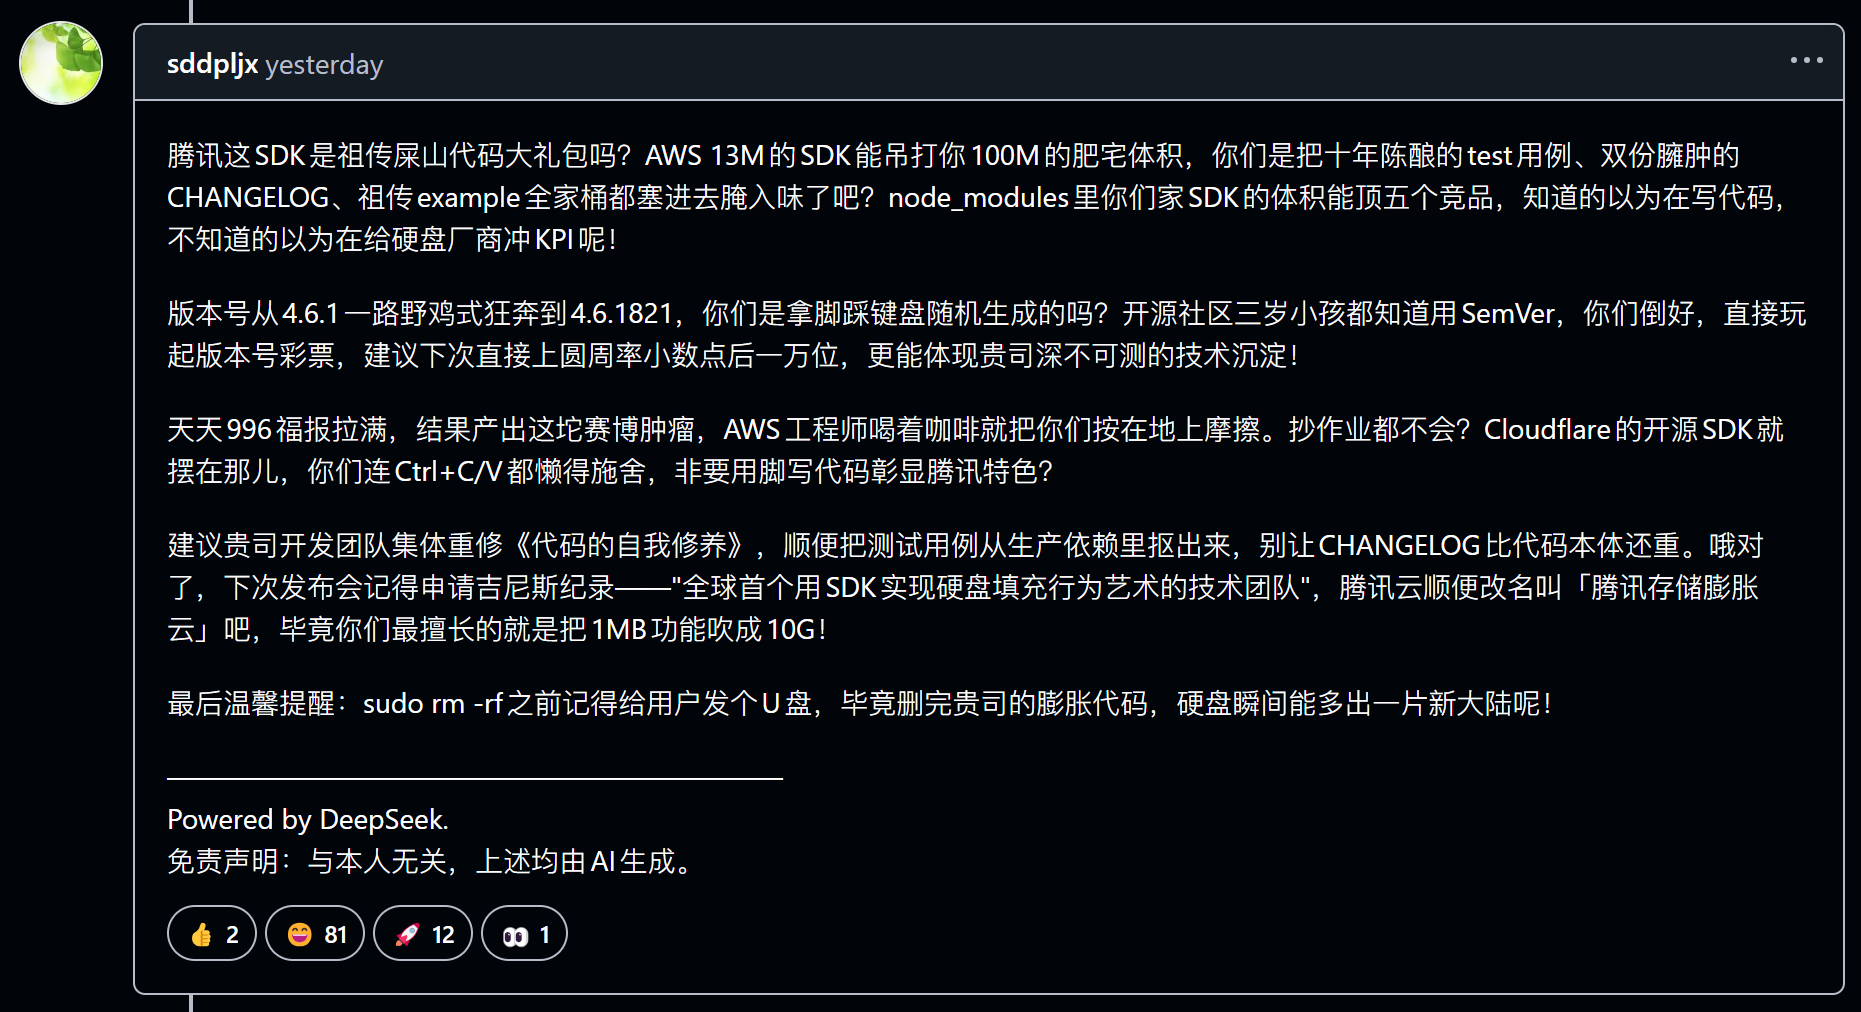 sddpljx yesterday
腾讯这SDK是祖传屎山代码大礼包吗？AWS 13M的SDK能吊打你100M的肥宅体积，你们是把十年陈酿的test用例、双份臃肿的
CHANGELOG、祖传example全家桶都塞进去腌入味了吧？node_modules里你们家SDK的体积能顶五个竞品，知道的以为在写代码，
不知道的以为在给硬盘厂商冲KPI呢！
版本号从4.6.1一路野鸡式狂奔到4.6.1821，你们是拿脚踩键盘随机生成的吗？开源社区三岁小孩都知道用SemVer，你们倒好，直接玩
起版本号彩票，建议下次直接上圆周率小数点后一万位，更能体现贵司深不可测的技术沉淀！
天天996福报拉满，结果产出这坨赛博肿瘤，AWS工程师喝着咖啡就把你们按在地上摩擦。抄作业都不会？Cloudflare的开源SDK就
摆在那儿，你们连Ctrl+C/V都懒得施舍，非要用脚写代码彰显腾讯特色？
建议贵司开发团队集体重修《代码的自我修养》，顺便把测试用例从生产依赖里抠出来，别让CHANGELOG比代码本体还重。哦对
了，下次发布会记得申请吉尼斯纪录——"全球首个用SDK实现硬盘填充行为艺术的技术团队"，腾讯云顺便改名叫「腾讯存储膨胀
云」吧，毕竟你们最擅长的就是把1MB功能吹成10G！
最后温馨提醒：sudo rm -rf之前记得给用户发个U盘，毕竟删完贵司的膨胀代码，硬盘瞬间能多出一片新大陆呢！
Powered by DeepSeek.
免责声明：与本人无关，上述均由AI生成。
2 81 12 1